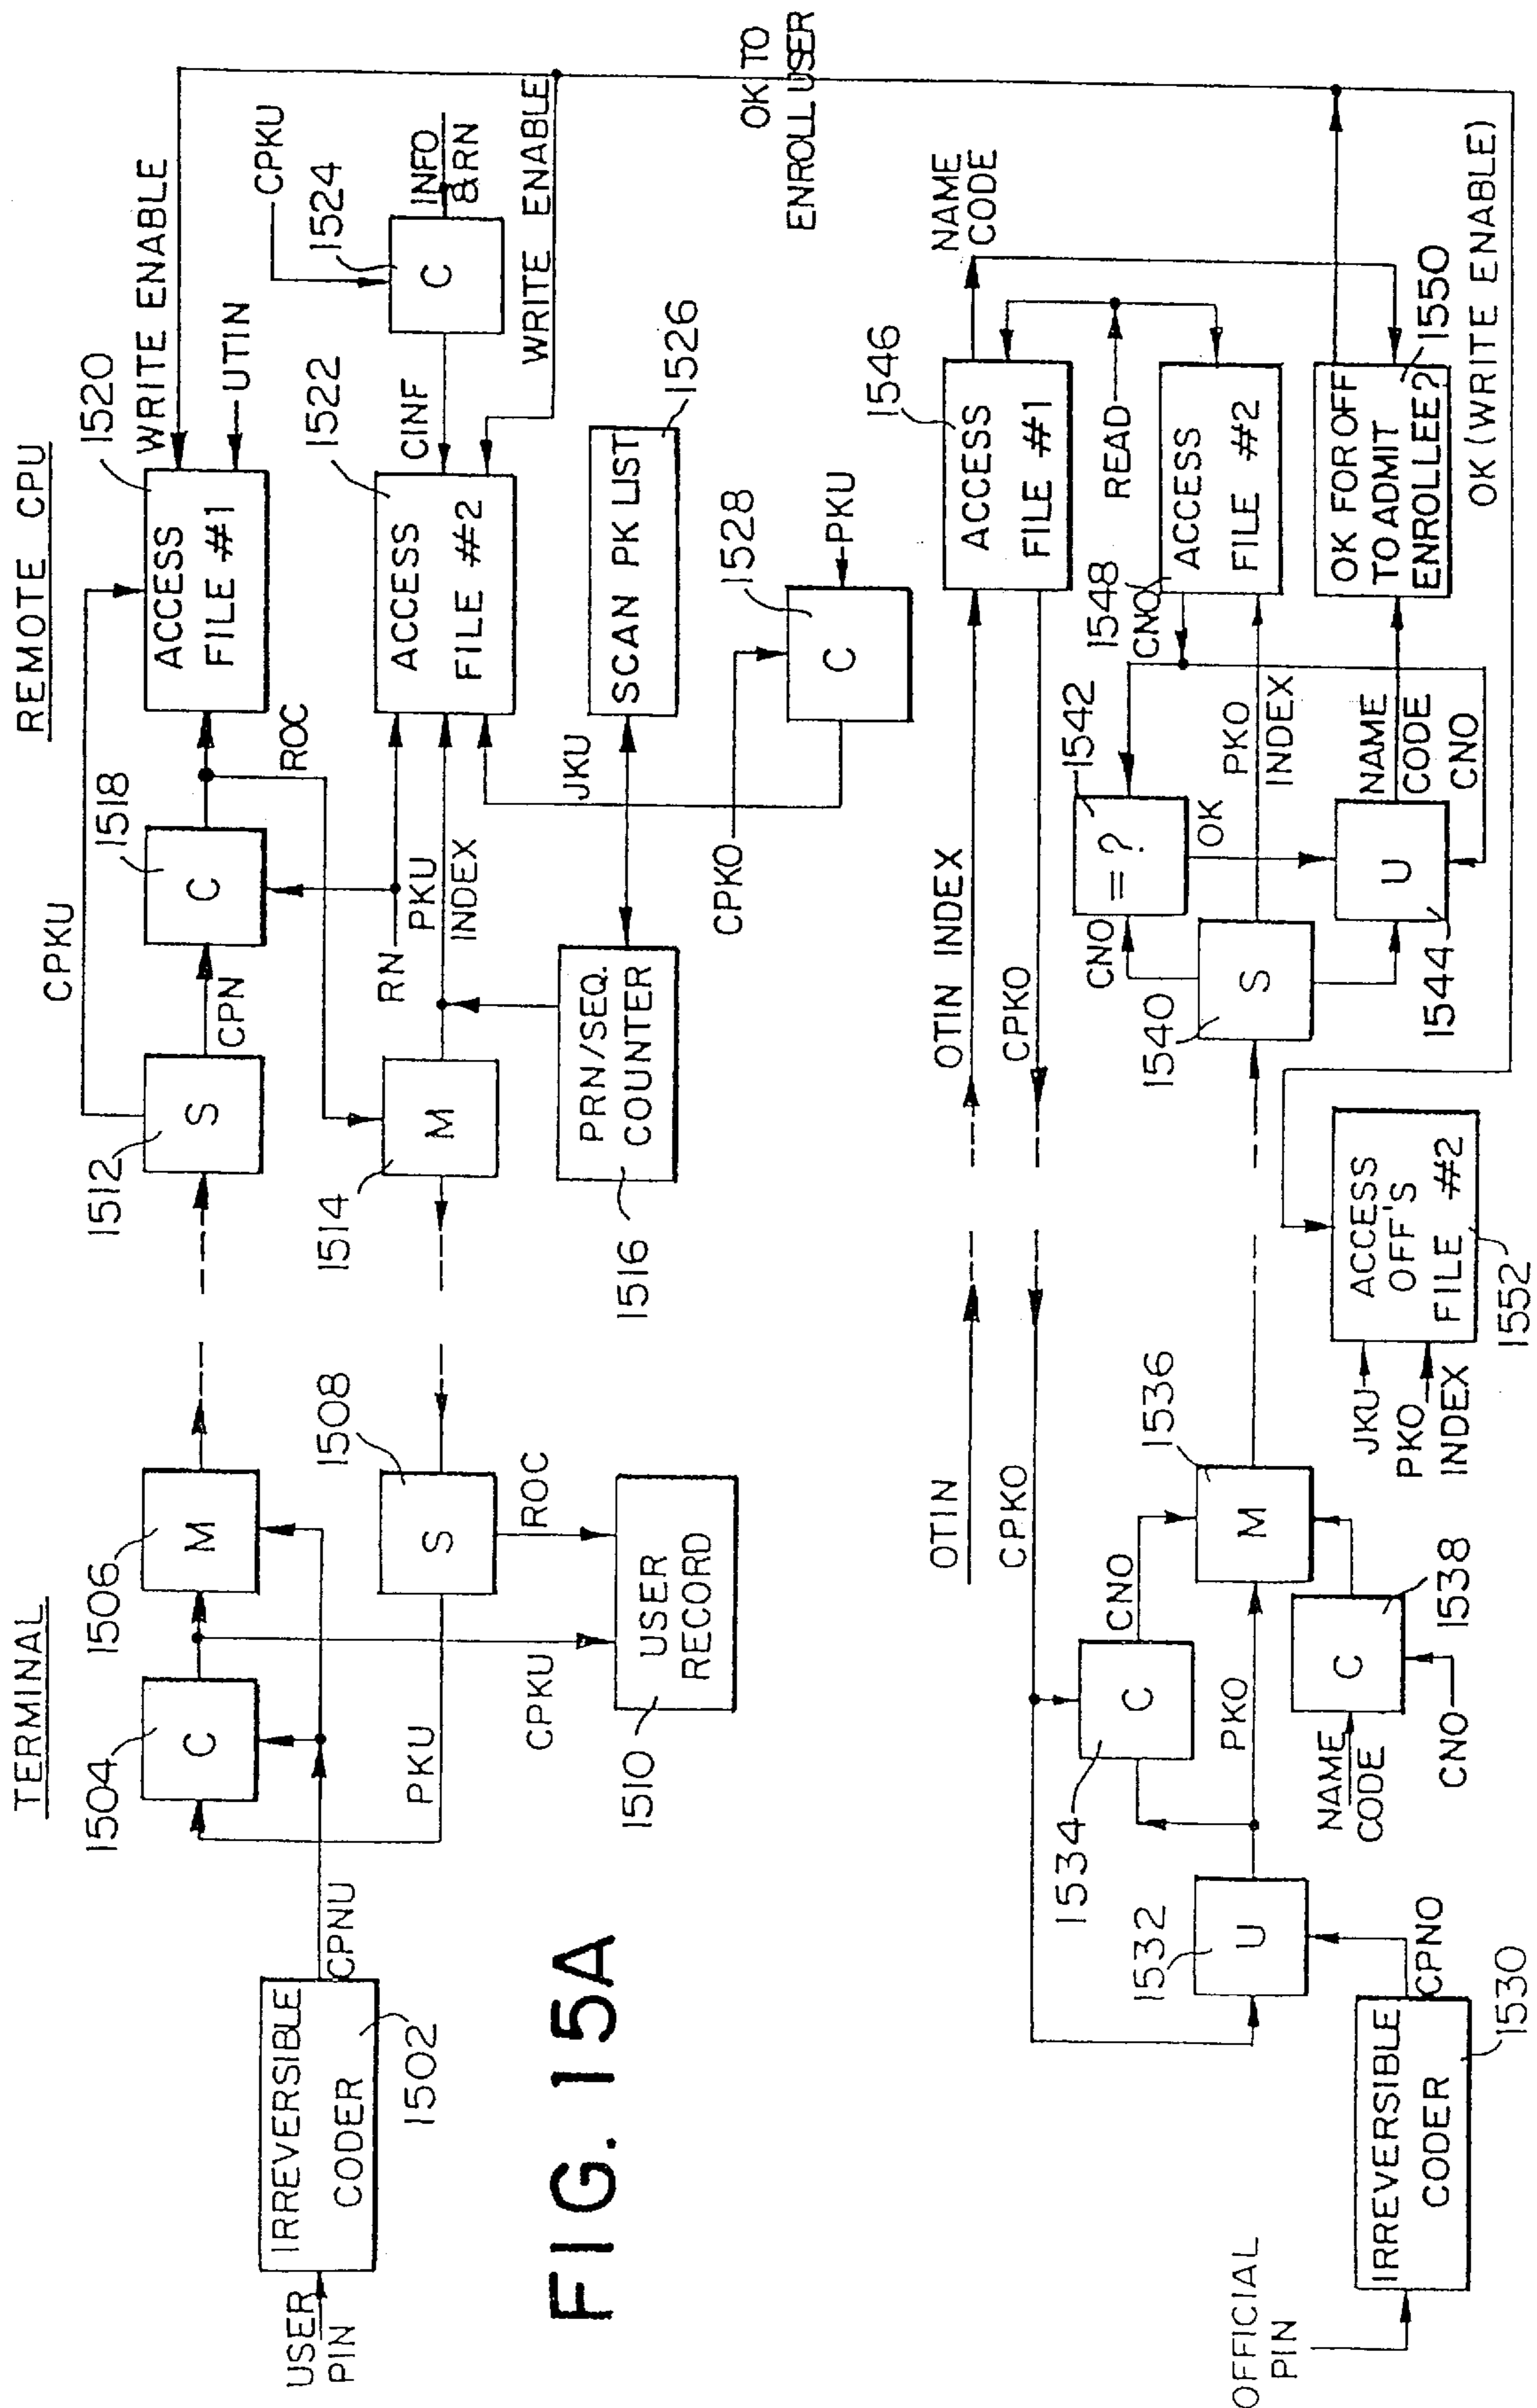 TERMINAL
REMOTE CPU
USER
PIN
IRREVERSIBLE
CODER
1502
CPNU
1504
C
1506
M
PKU
CPKU
1508
S
ROC
1510
USER
RECORD
1512
S
CPKU
CPN
1518
C
ROC
1514
M
RN
PKU
INDEX
1516
PRN/SEQ.
COUNTER
JKU
1520
ACCESS
FILE #1
WRITE ENABLE
UTIN
1522
ACCESS
FILE #2
CINF
1524
C
CPKU
INFO
&RN
WRITE ENABLE
1526
SCAN PK LIST
1528
C
CPKO
PKU
OK TO
ENROLL USER
FIG. 15A
OFFICIAL
PIN
IRREVERSIBLE
CODER
1530
CPNO
1532
U
1534
C
CNO
PKO
OTIN
CPKO
1536
M
1538
C
NAME
CODE
CNO
OTIN INDEX
CPKO
1540
S
CNO
1542
= ?
OK
1544
U
PKO
INDEX
NAME
CODE
CNO
1546
ACCESS
FILE #1
NAME
CODE
READ
1548
CNO
ACCESS
FILE #2
1550
OK FOR OFF
TO ADMIT
ENROLLEE?
OK (WRITE ENABLE)
JKU
PKO
INDEX
1552
ACCESS
OFF'S
FILE #2